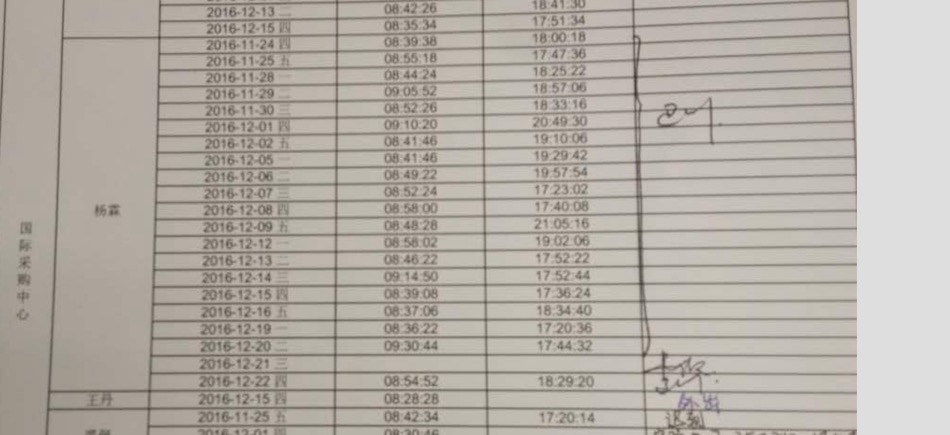 2016-12-13 二 08:42:26 18:41:30
2016-12-15 四 08:35:34 17:51:34
2016-11-24 四 08:39:38 18:00:18
2016-11-25 五 08:55:18 17:47:36
2016-11-28 一 08:44:24 18:25:22
2016-11-29 二 09:05:52 18:57:06
2016-11-30 三 08:52:26 18:33:16
2016-12-01 四 09:10:20 20:49:30
2016-12-02 五 08:41:46 19:10:06
2016-12-05 一 08:41:46 19:29:42
2016-12-06 二 08:49:22 19:57:54
2016-12-07 三 08:52:24 17:23:02
杨霖 2016-12-08 四 08:58:00 17:40:08
2016-12-09 五 08:48:28 21:05:16
2016-12-12 一 08:58:02 19:02:06
2016-12-13 二 08:46:22 17:52:22
国际采购中心 2016-12-14 三 09:14:50 17:52:44
2016-12-15 四 08:39:08 17:36:24
2016-12-16 五 08:37:06 18:34:40
2016-12-19 一 08:36:22 17:20:36
2016-12-20 二 09:30:44 17:44:32
2016-12-21 三
2016-12-22 四 08:54:52 18:29:20
王丹 2016-12-15 四 08:28:28 外出
2016-11-25 五 08:42:34 17:20:14 迟到
2016-12-01 四 08:30:46